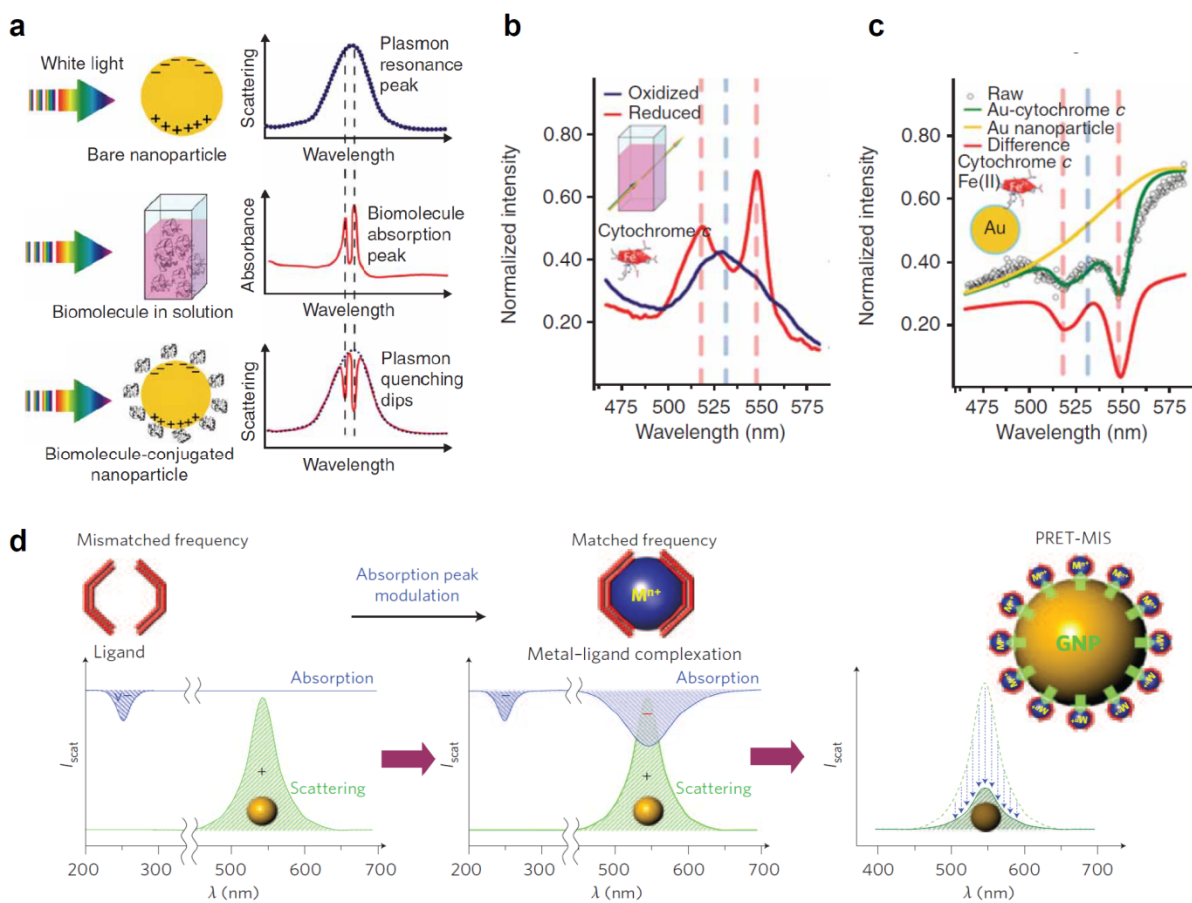 a
White light
Bare nanoparticle
Scattering
Plasmon
resonance
peak
Wavelength
Biomolecule in solution
Absorbance
Biomolecule
absorption
peak
Wavelength
Biomolecule-conjugated
nanoparticle
Scattering
Plasmon
quenching
dips
Wavelength
b
Oxidized
Reduced
Cytochrome c
Fe
Normalized intensity
0.80
0.60
0.40
0.20
475 500 525 550 575
Wavelength (nm)
c
Raw
Au-cytochrome c
Au nanoparticle
Difference
Cytochrome c
Fe(II)
Fe
Au
Normalized intensity
0.80
0.60
0.40
0.20
475 500 525 550 575
Wavelength (nm)
d
Mismatched frequency
Ligand
Absorption peak
modulation
Matched frequency
Mn+
Metal–ligand complexation
PRET-MIS
GNP
Absorption
+
Scattering
Iscat
200 300 500 600 700
λ (nm)
Absorption
–
–
+
Scattering
Iscat
200 300 500 600 700
λ (nm)
Iscat
400 500 600 700
λ (nm)